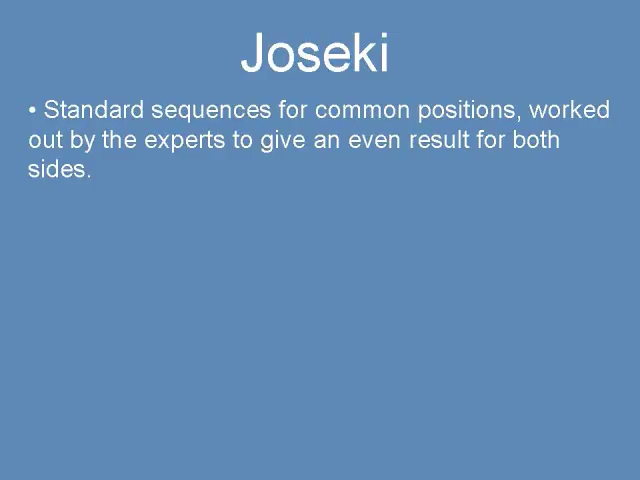 Joseki
• Standard sequences for common positions, worked
out by the experts to give an even result for both
sides.